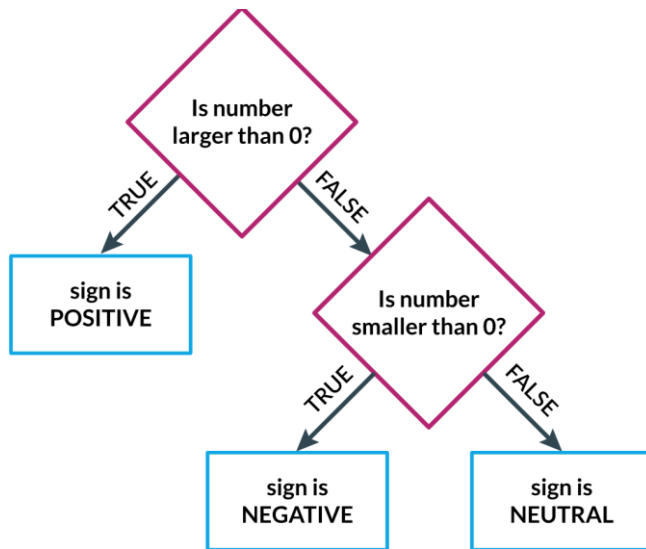 Is number
larger than 0?
TRUE
FALSE
sign is
POSITIVE
Is number
smaller than 0?
TRUE
FALSE
sign is
NEGATIVE
sign is
NEUTRAL